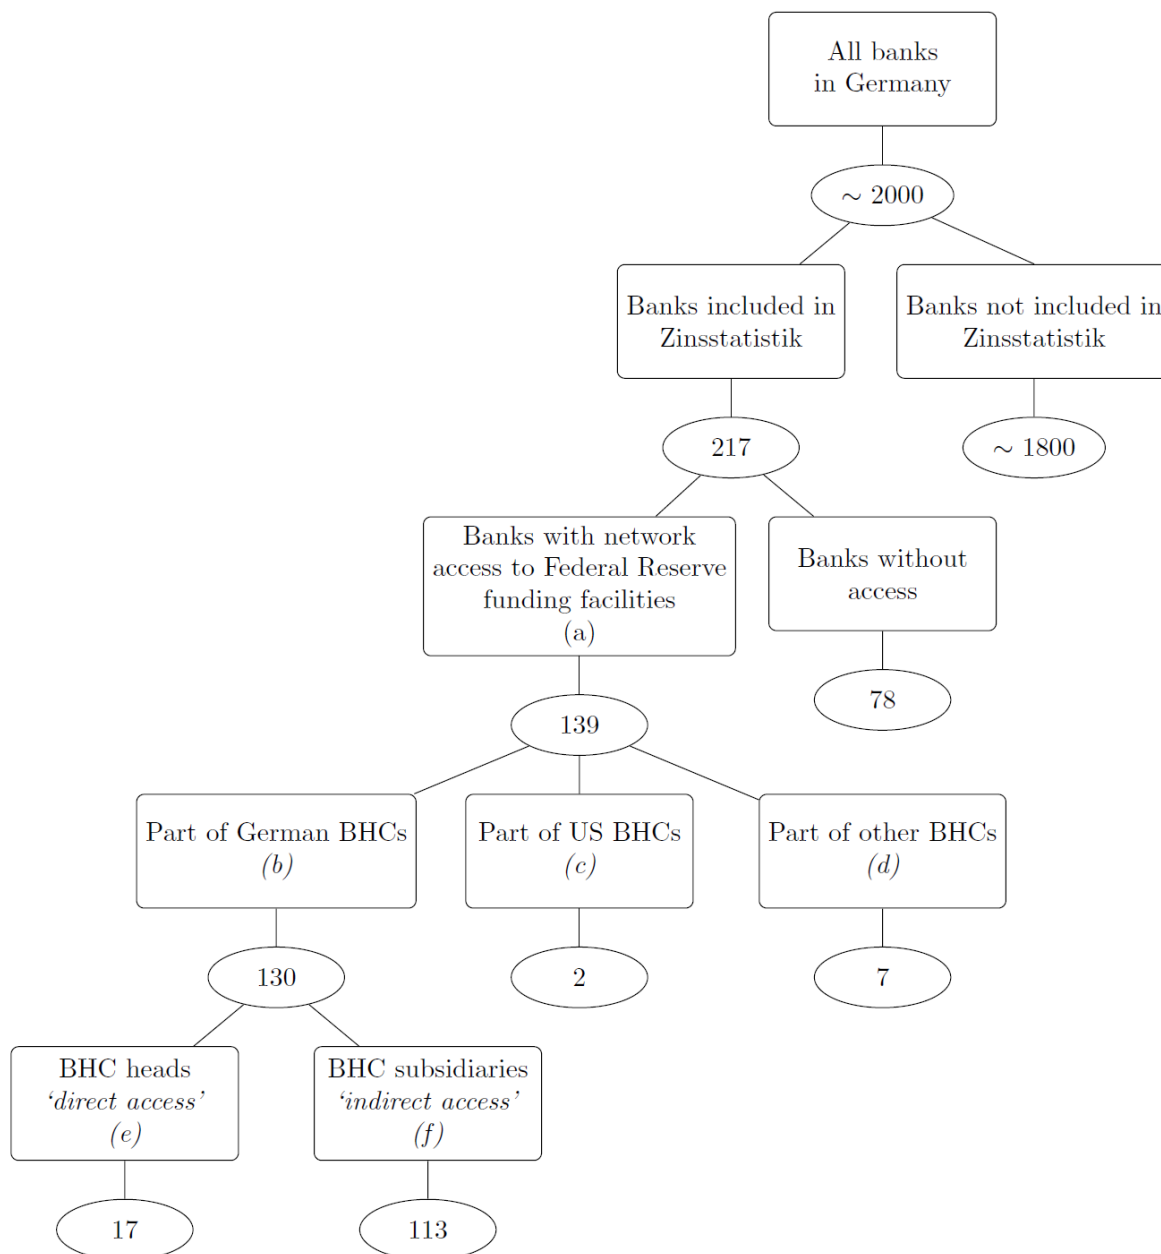 All banks
in Germany
∼ 2000
Banks included in
Zinsstatistik
Banks not included in
Zinsstatistik
217
∼ 1800
Banks with network
access to Federal Reserve
funding facilities
(a)
Banks without
access
78
139
Part of German BHCs
(b)
Part of US BHCs
(c)
Part of other BHCs
(d)
130
2
7
BHC heads
‘direct access’
(e)
BHC subsidiaries
‘indirect access’
(f)
17
113